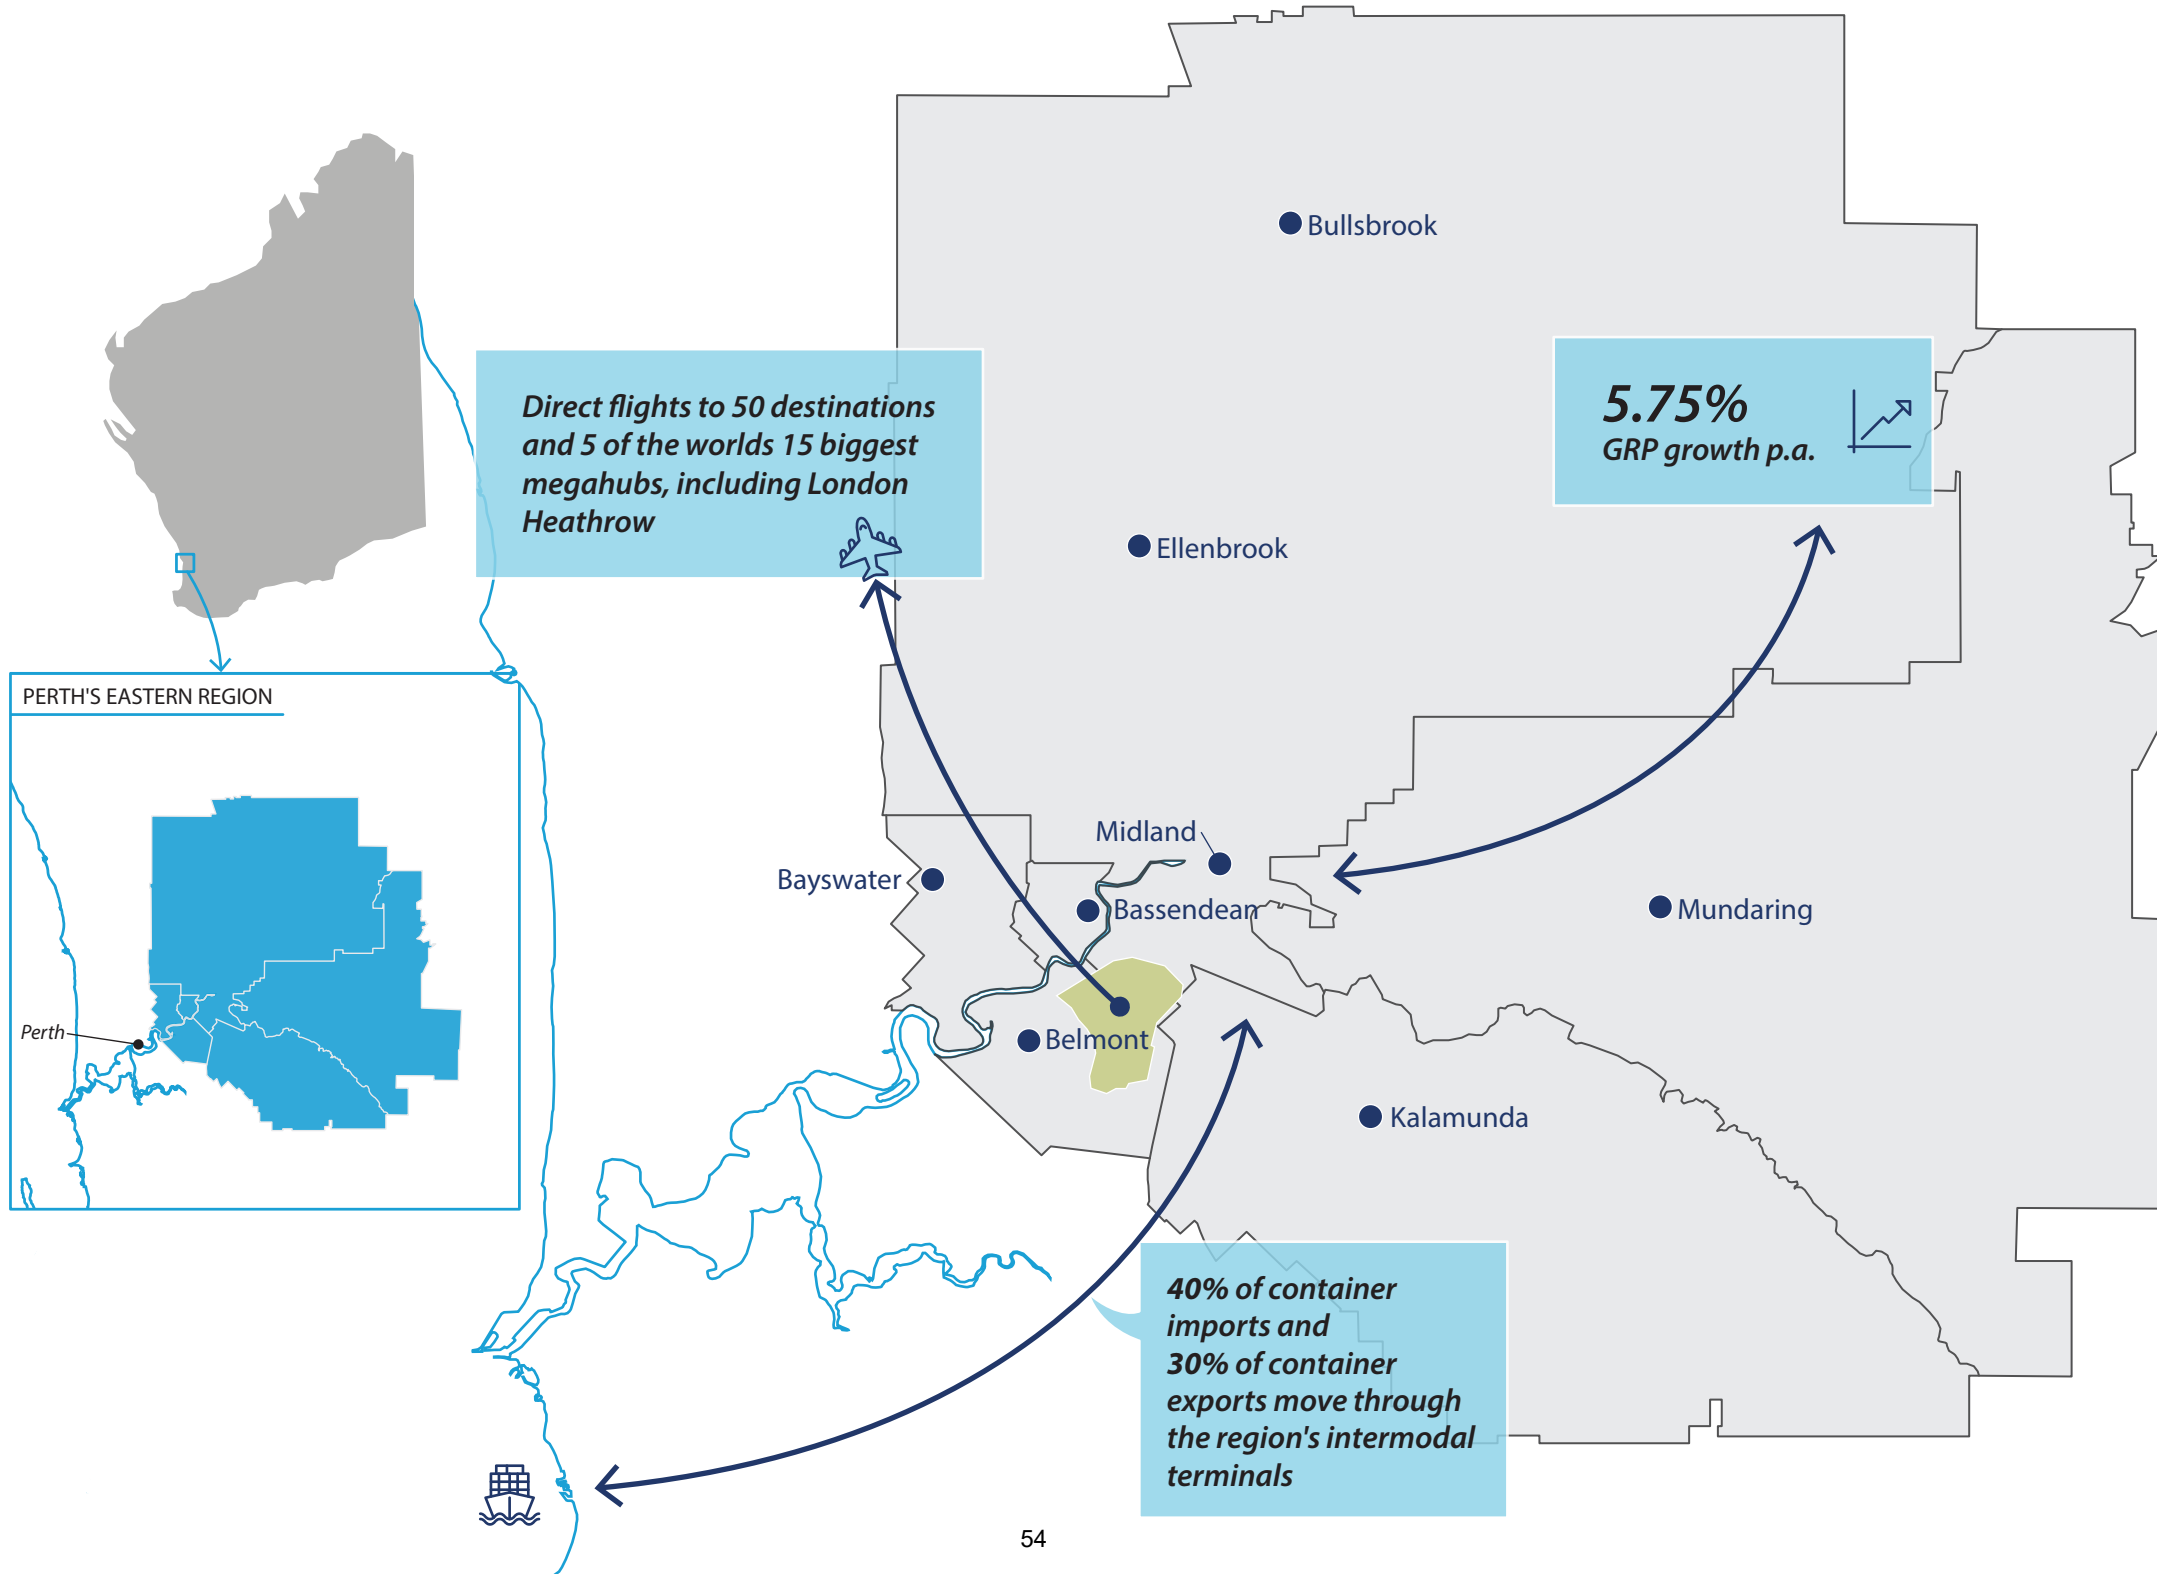 Bullsbrook
Direct flights to 50 destinations
and 5 of the worlds 15 biggest
megahubs, including London
Heathrow
5.75%
GRP growth p.a.
Ellenbrook
PERTH'S EASTERN REGION
Perth
Midland
Bayswater
Bassendean
Mundaring
Belmont
Kalamunda
40% of container
imports and
30% of container
exports move through
the region's intermodal
terminals
54